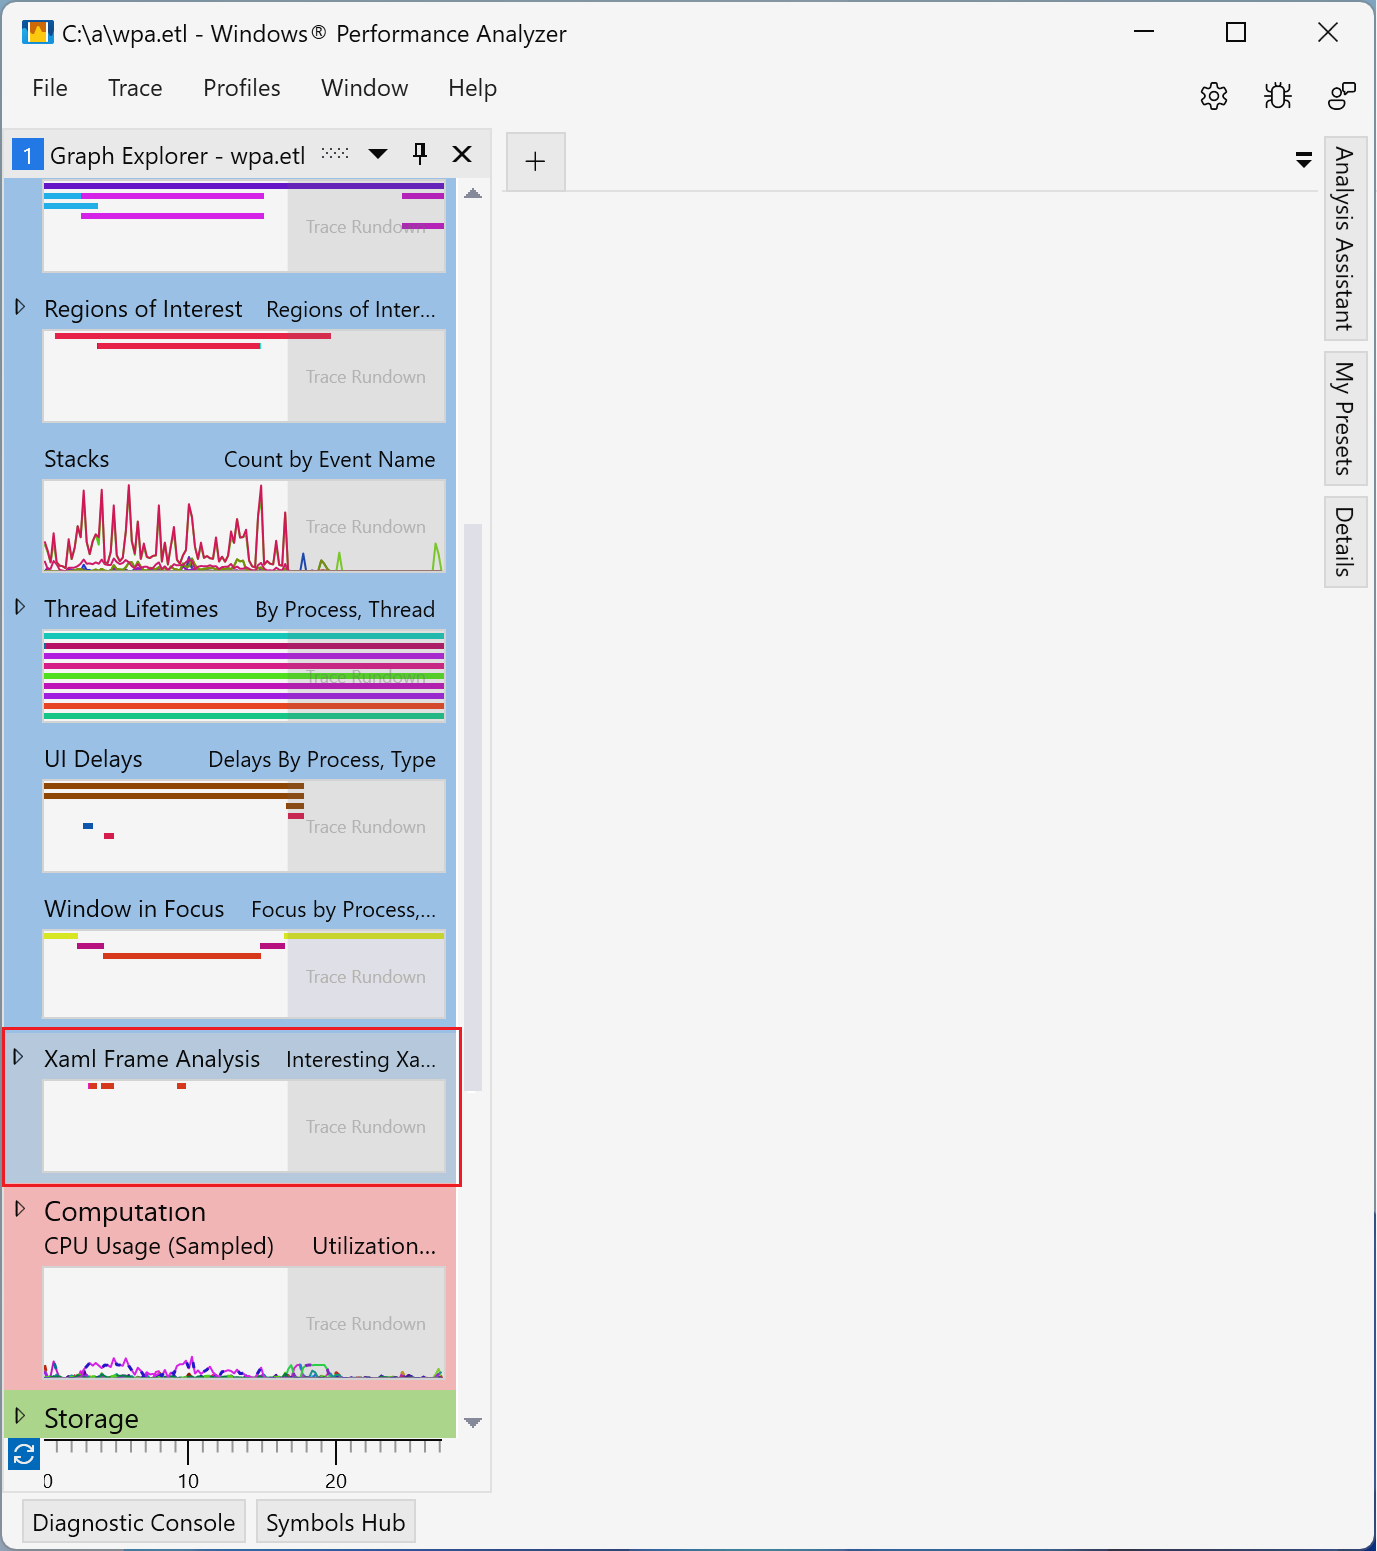 C:\a\wpa.etl - Windows® Performance Analyzer
File Trace Profiles Window Help
1 Graph Explorer - wpa.etl
Trace Rundown
Regions of Interest Regions of Inter...
Trace Rundown
Stacks Count by Event Name
Trace Rundown
Thread Lifetimes By Process, Thread
Trace Rundown
UI Delays Delays By Process, Type
Trace Rundown
Window in Focus Focus by Process,...
Trace Rundown
Xaml Frame Analysis Interesting Xa...
Trace Rundown
Computation
CPU Usage (Sampled) Utilization...
Trace Rundown
Storage
0 10 20
Diagnostic Console Symbols Hub
Analysis Assistant
My Presets
Details